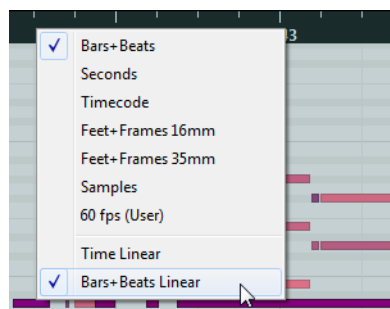 3
Bars+Beats
Seconds
Timecode
Feet+Frames 16mm
Feet+Frames 35mm
Samples
60 fps (User)
Time Linear
Bars+Beats Linear